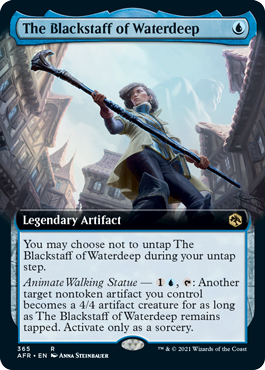 The Blackstaff of Waterdeep
Legendary Artifact
You may choose not to untap The
Blackstaff of Waterdeep during your untap
step.
Animate Walking Statue — 1, : Another
target nontoken artifact you control
becomes a 4/4 artifact creature for as long
as The Blackstaff of Waterdeep remains
tapped. Activate only as a sorcery.
365 R
AFR • EN Anna Steinbauer
™ & © 2021 Wizards of the Coast